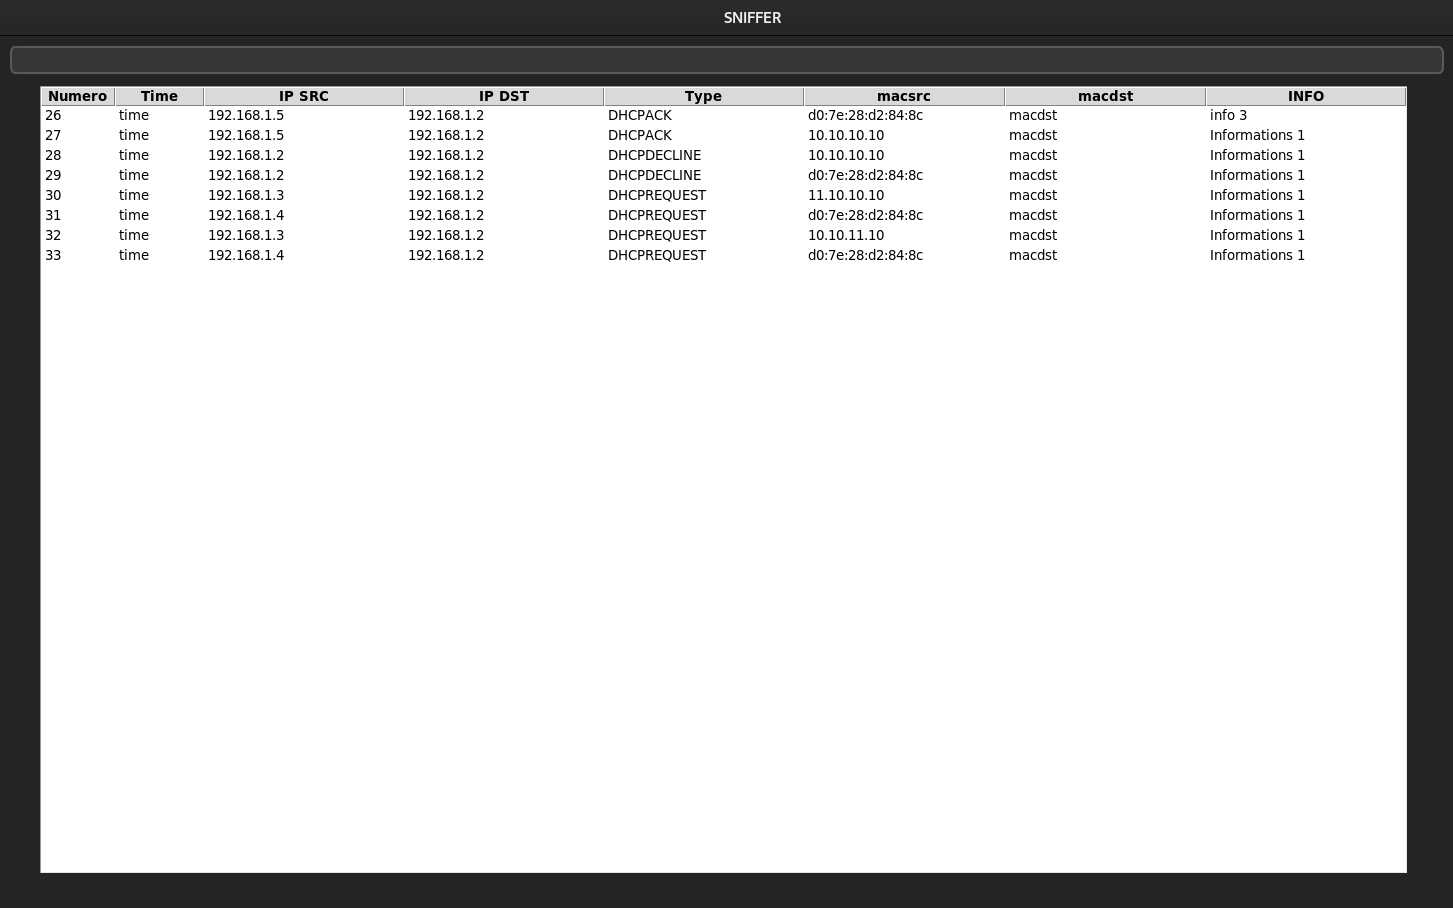 SNIFFER
Numero Time IP SRC IP DST Type macsrc macdst INFO
26 time 192.168.1.5 192.168.1.2 DHCPACK d0:7e:28:d2:84:8c macdst info 3
27 time 192.168.1.5 192.168.1.2 DHCPACK 10.10.10.10 macdst Informations 1
28 time 192.168.1.2 192.168.1.2 DHCPDECLINE 10.10.10.10 macdst Informations 1
29 time 192.168.1.2 192.168.1.2 DHCPDECLINE d0:7e:28:d2:84:8c macdst Informations 1
30 time 192.168.1.3 192.168.1.2 DHCPREQUEST 11.10.10.10 macdst Informations 1
31 time 192.168.1.4 192.168.1.2 DHCPREQUEST d0:7e:28:d2:84:8c macdst Informations 1
32 time 192.168.1.3 192.168.1.2 DHCPREQUEST 10.10.11.10 macdst Informations 1
33 time 192.168.1.4 192.168.1.2 DHCPREQUEST d0:7e:28:d2:84:8c macdst Informations 1